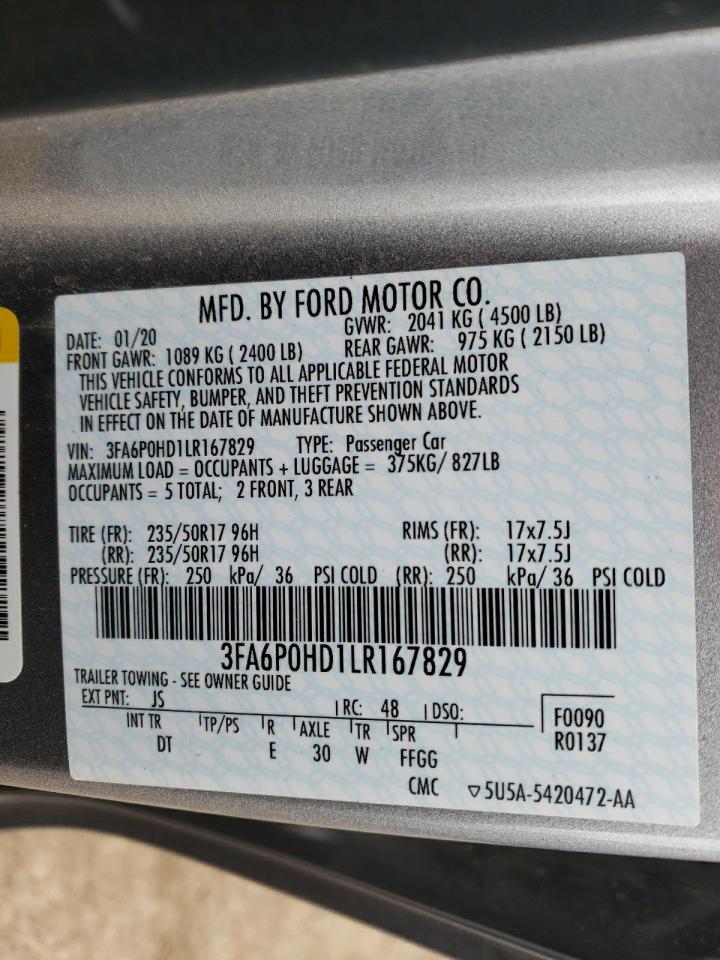 MFD. BY FORD MOTOR CO.
DATE: 01/20 GVWR: 2041 KG ( 4500 LB)
FRONT GAWR: 1089 KG ( 2400 LB) REAR GAWR: 975 KG ( 2150 LB)
THIS VEHICLE CONFORMS TO ALL APPLICABLE FEDERAL MOTOR
VEHICLE SAFETY, BUMPER, AND THEFT PREVENTION STANDARDS
IN EFFECT ON THE DATE OF MANUFACTURE SHOWN ABOVE.
VIN: 3FA6P0HD1LR167829 TYPE: Passenger Car
MAXIMUM LOAD = OCCUPANTS + LUGGAGE = 375KG/ 827LB
OCCUPANTS = 5 TOTAL; 2 FRONT, 3 REAR
TIRE (FR): 235/50R17 96H RIMS (FR): 17x7.5J
(RR): 235/50R17 96H (RR): 17x7.5J
PRESSURE (FR): 250 kPa/ 36 PSI COLD (RR): 250 kPa/ 36 PSI COLD
3FA6P0HD1LR167829
TRAILER TOWING - SEE OWNER GUIDE
EXT PNT: JS RC: 48 DSO:
F0090
INT TR TP/PS R AXLE TR SPR
R0137
DT E 30 W FFGG
CMC ▽5U5A-5420472-AA